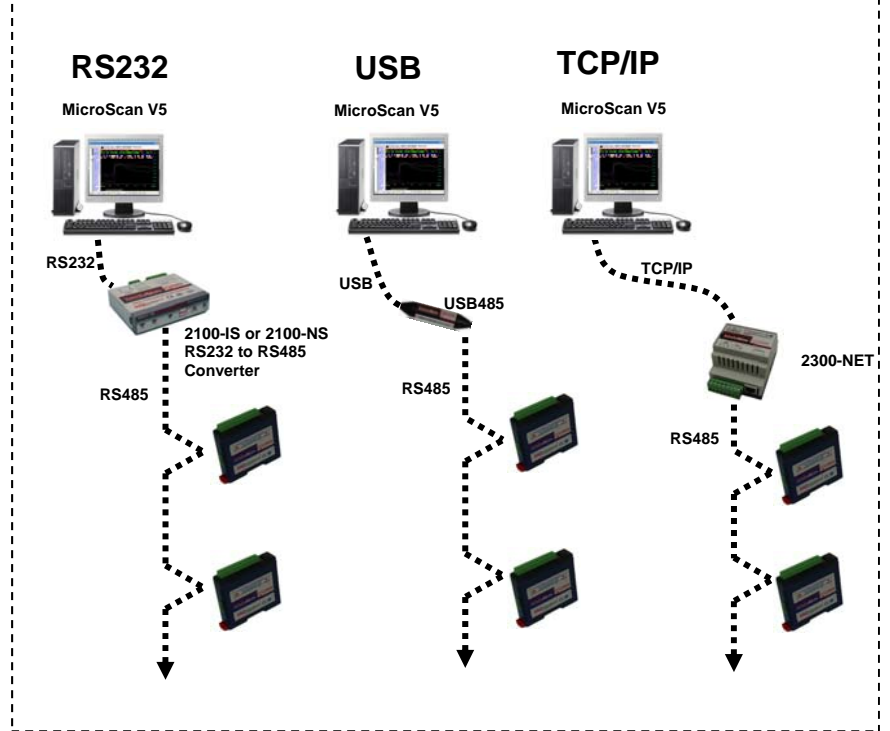 RS232
MicroScan V5
RS232
2100-IS or 2100-NS
RS232 to RS485
Converter
RS485
USB
MicroScan V5
USB
USB485
RS485
TCP/IP
MicroScan V5
TCP/IP
2300-NET
RS485